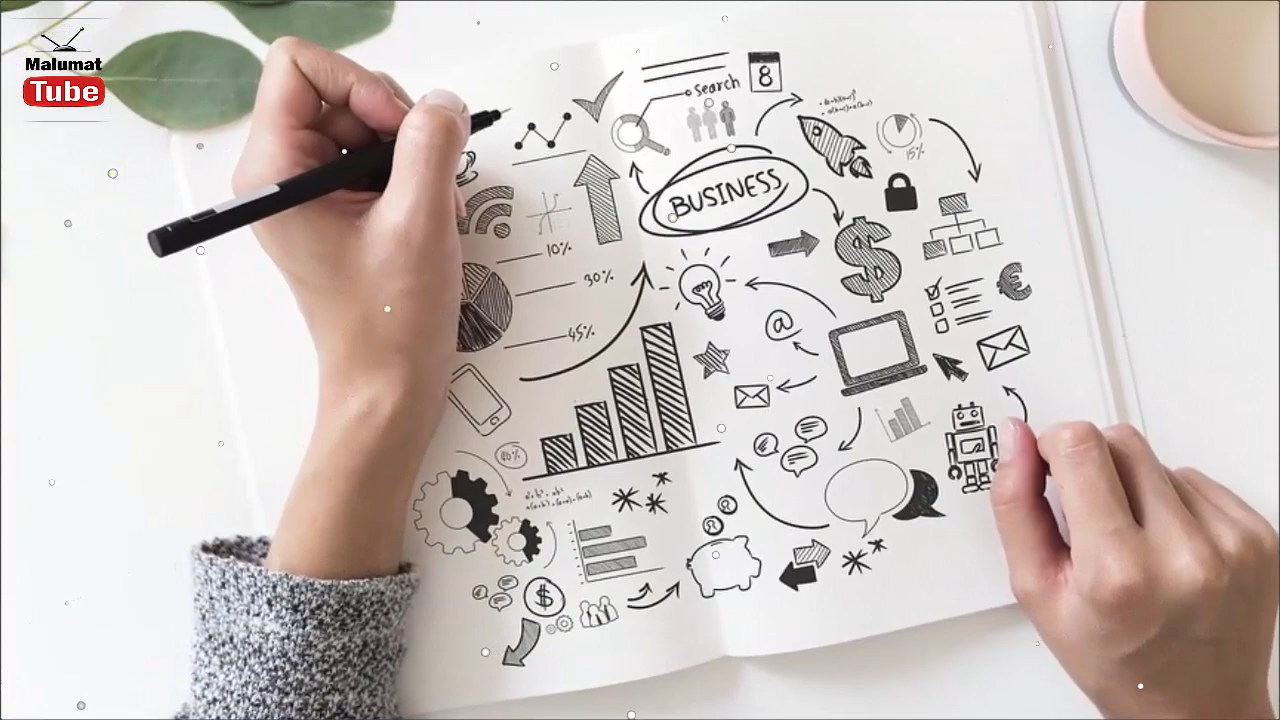 Malumat
Tube
search
8
15%
BUSINESS
$
€
10%
30%
45%
@
$